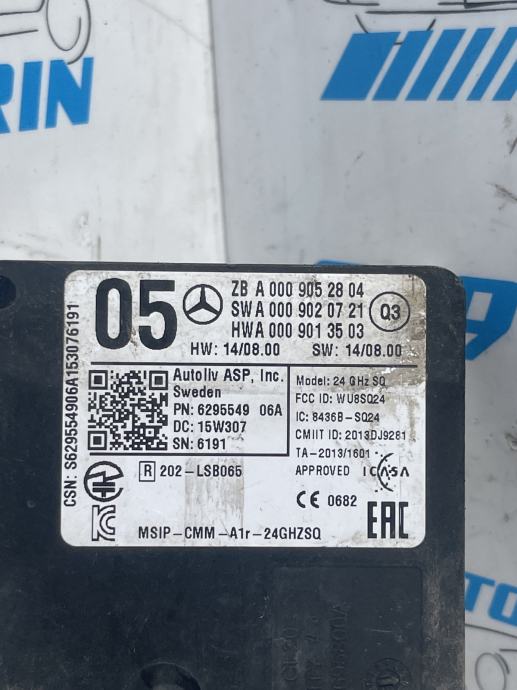 RIN
05
ZB A 000 905 28 04
SW A 000 902 07 21
HW A 000 901 35 03
Q3
HW: 14/08.00 SW: 14/08.00
CSN: S629554906A153076191
Autoliv ASP, Inc.
Sweden
PN: 6295549 06A
DC: 15W307
SN: 6191
R 202-LSB065
Model: 24 GHz SQ
FCC ID: WU8SQ24
IC: 8436B-SQ24
CMIIT ID: 2013DJ9281
TA-2013/1601
APPROVED ICASA
CE 0682
EAC
MSIP-CMM-A1r-24GHZSQ